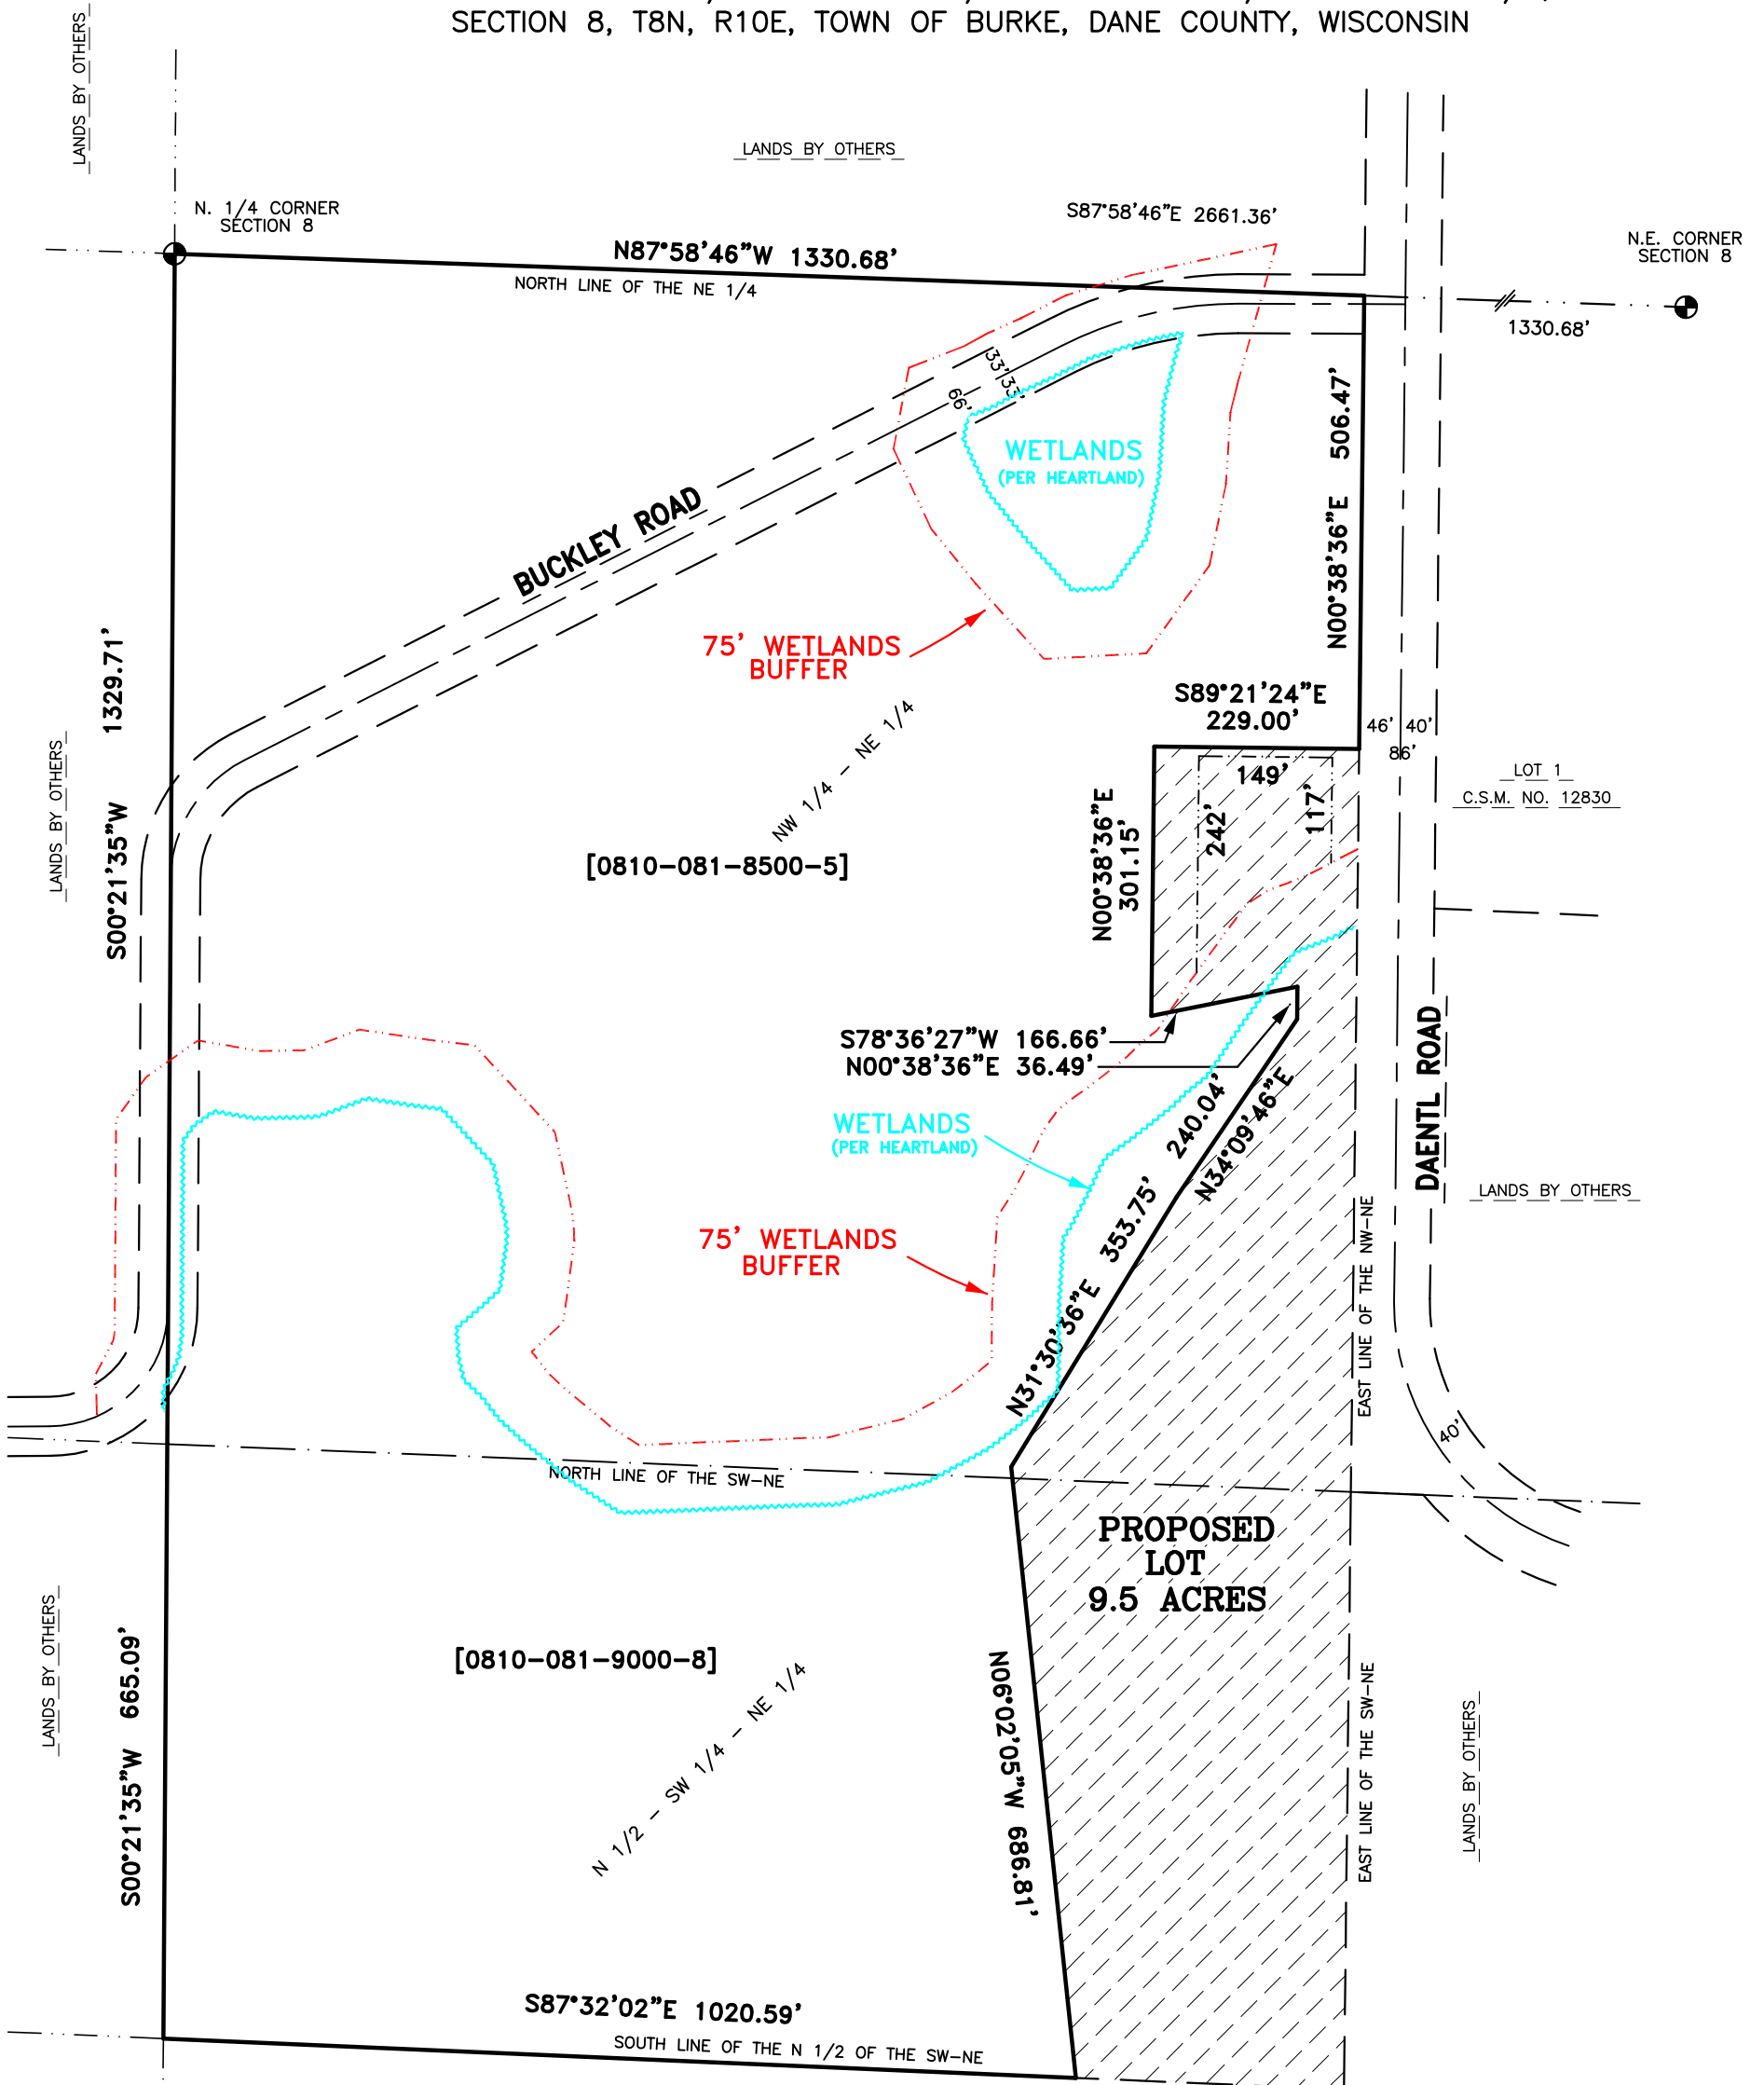 SECTION 8, T8N, R10E, TOWN OF BURKE, DANE COUNTY, WISCONSIN
LANDS BY OTHERS
LANDS BY OTHERS
N. 1/4 CORNER
SECTION 8
S87°58'46"E 2661.36'
N.E. CORNER
SECTION 8
N87°58'46"W 1330.68'
NORTH LINE OF THE NE 1/4
1330.68'
33'
33'
66'
WETLANDS
(PER HEARTLAND)
N00°38'36"E 506.47'
BUCKLEY ROAD
75' WETLANDS
BUFFER
S89°21'24"E
229.00'
46' 40'
86'
S00°21'35"W 1329.71'
LANDS BY OTHERS
NW 1/4 - NE 1/4
149'
117'
242'
LOT 1
C.S.M. NO. 12830
[0810-081-8500-5]
N00°38'36"E
301.15'
S78°36'27"W 166.66'
N00°38'36"E 36.49'
DAENTL ROAD
WETLANDS
(PER HEARTLAND)
240.04'
N34°09'46"E
LANDS BY OTHERS
75' WETLANDS
BUFFER
N31°30'36"E 353.75'
EAST LINE OF THE NW-NE
40'
NORTH LINE OF THE SW-NE
PROPOSED
LOT
9.5 ACRES
LANDS BY OTHERS
S00°21'35"W 665.09'
[0810-081-9000-8]
N 1/2 - SW 1/4 - NE 1/4
N06°02'05"W 686.81'
EAST LINE OF THE SW-NE
LANDS BY OTHERS
S87°32'02"E 1020.59'
SOUTH LINE OF THE N 1/2 OF THE SW-NE